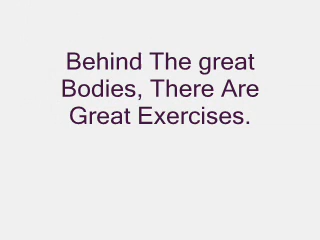 Behind The great
Bodies, There Are
Great Exercises.